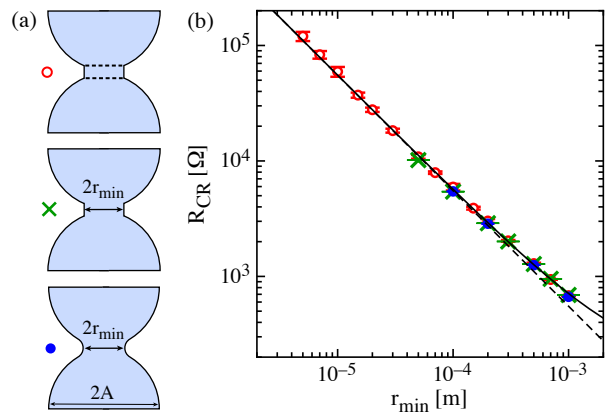 (a)
2r_min
2r_min
2A
(b)
R_CR [Ω]
10^5
10^4
10^3
10^−5
10^−4
10^−3
r_min [m]